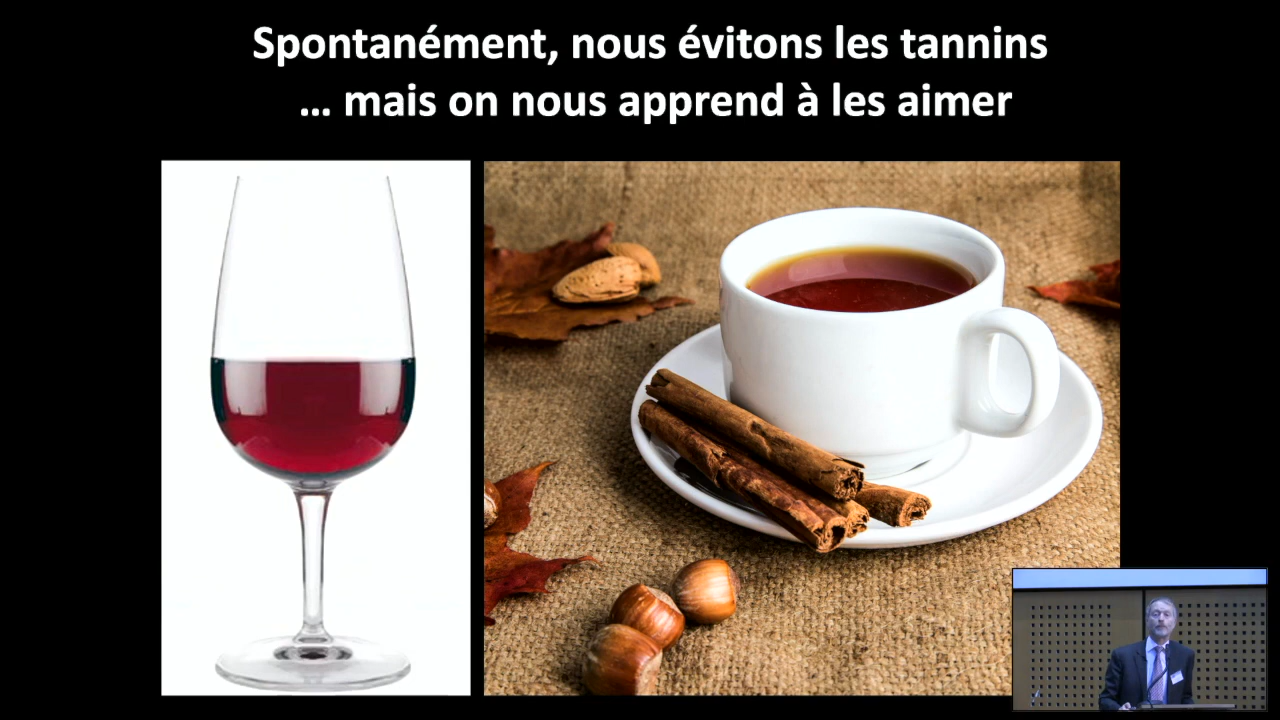 Spontanément, nous évitons les tannins
... mais on nous apprend à les aimer